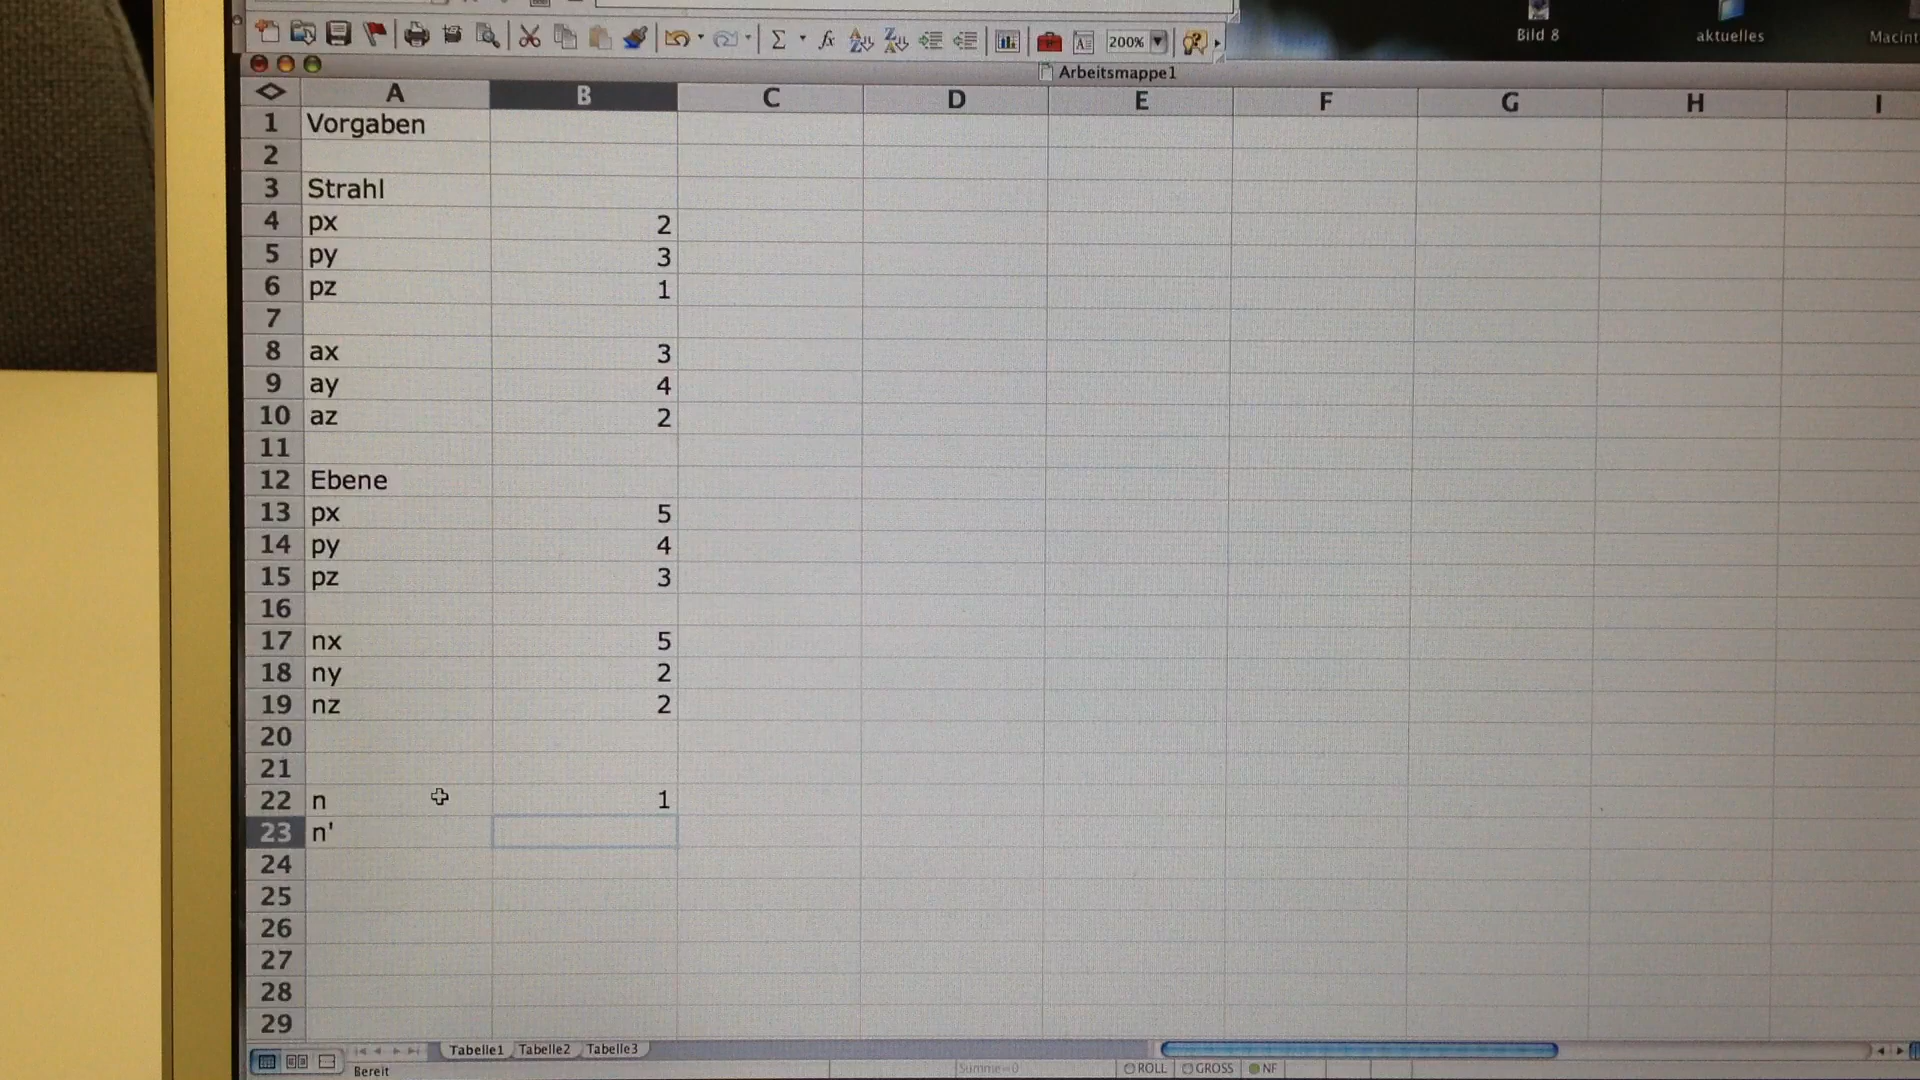 Bild 8 aktuelles Macint
200%
Arbeitsmappe1
A B C D E F G H I
1 Vorgaben
2
3 Strahl
4 px 2
5 py 3
6 pz 1
7
8 ax 3
9 ay 4
10 az 2
11
12 Ebene
13 px 5
14 py 4
15 pz 3
16
17 nx 5
18 ny 2
19 nz 2
20
21
22 n 1
23 n'
24
25
26
27
28
29
Tabelle1 Tabelle2 Tabelle3
Bereit Summe=0 ROLL GROSS NF